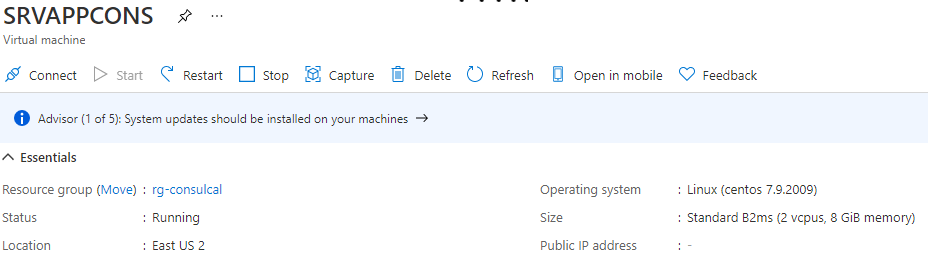 SRVAPPCONS
Virtual machine
Connect Start Restart Stop Capture Delete Refresh Open in mobile Feedback
Advisor (1 of 5): System updates should be installed on your machines →
Essentials
Resource group (Move) : rg-consulcal Operating system : Linux (centos 7.9.2009)
Status : Running Size : Standard B2ms (2 vcpus, 8 GiB memory)
Location : East US 2 Public IP address : -